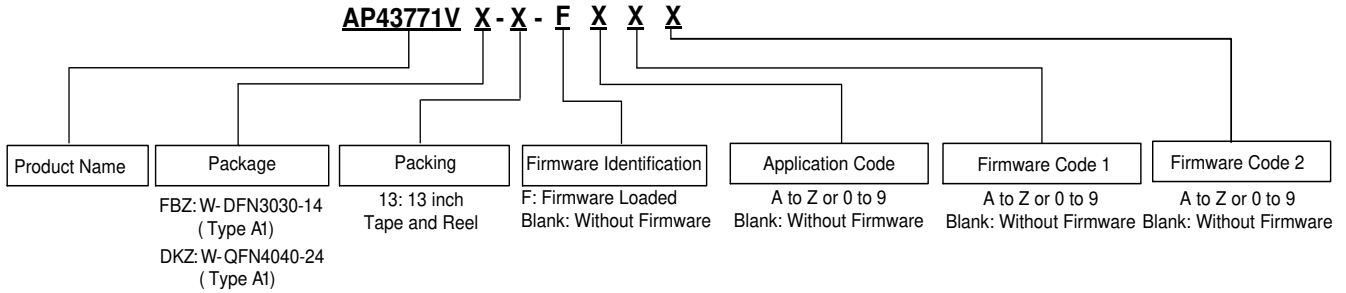 AP43771V X - X - F X X X
Product Name
Package
FBZ: W-DFN3030-14
( Type A1)
DKZ: W-QFN4040-24
( Type A1)
Packing
13: 13 inch
Tape and Reel
Firmware Identification
F: Firmware Loaded
Blank: Without Firmware
Application Code
A to Z or 0 to 9
Blank: Without Firmware
Firmware Code 1
A to Z or 0 to 9
Blank: Without Firmware
Firmware Code 2
A to Z or 0 to 9
Blank: Without Firmware